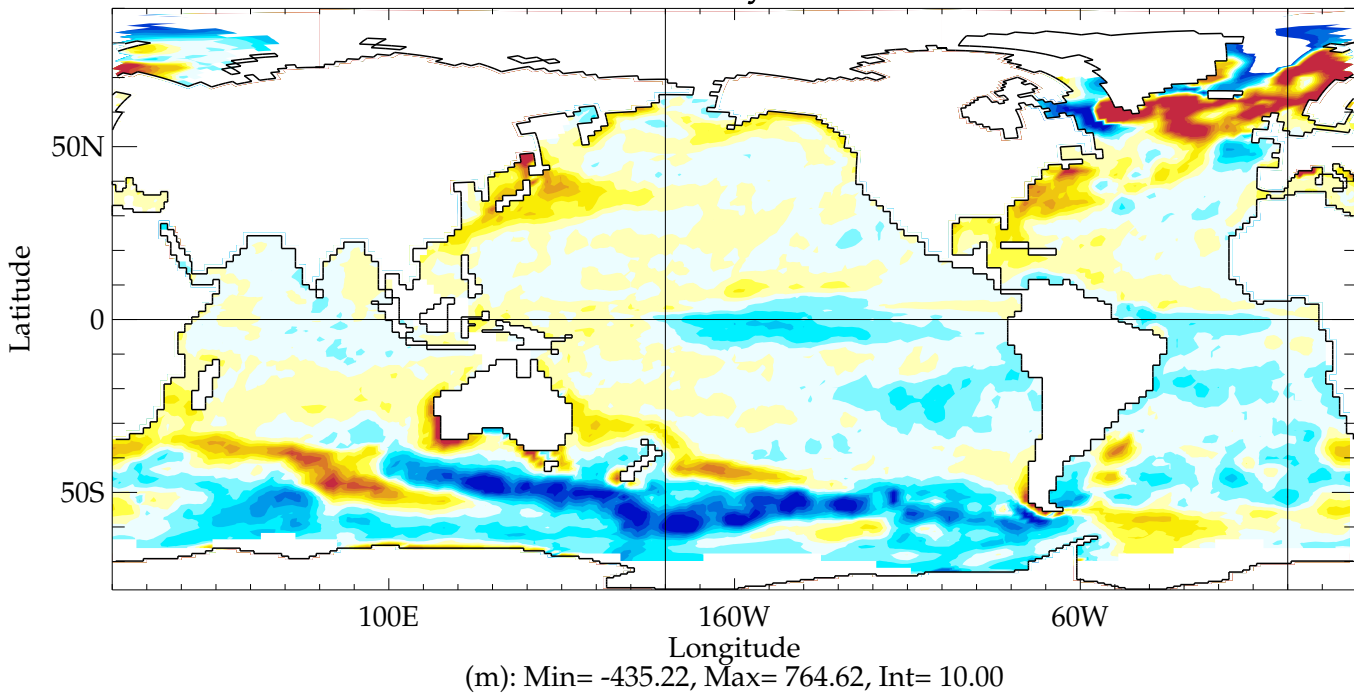 50N
0
50S
Latitude
100E 160W 60W
Longitude
(m): Min= -435.22, Max= 764.62, Int= 10.00